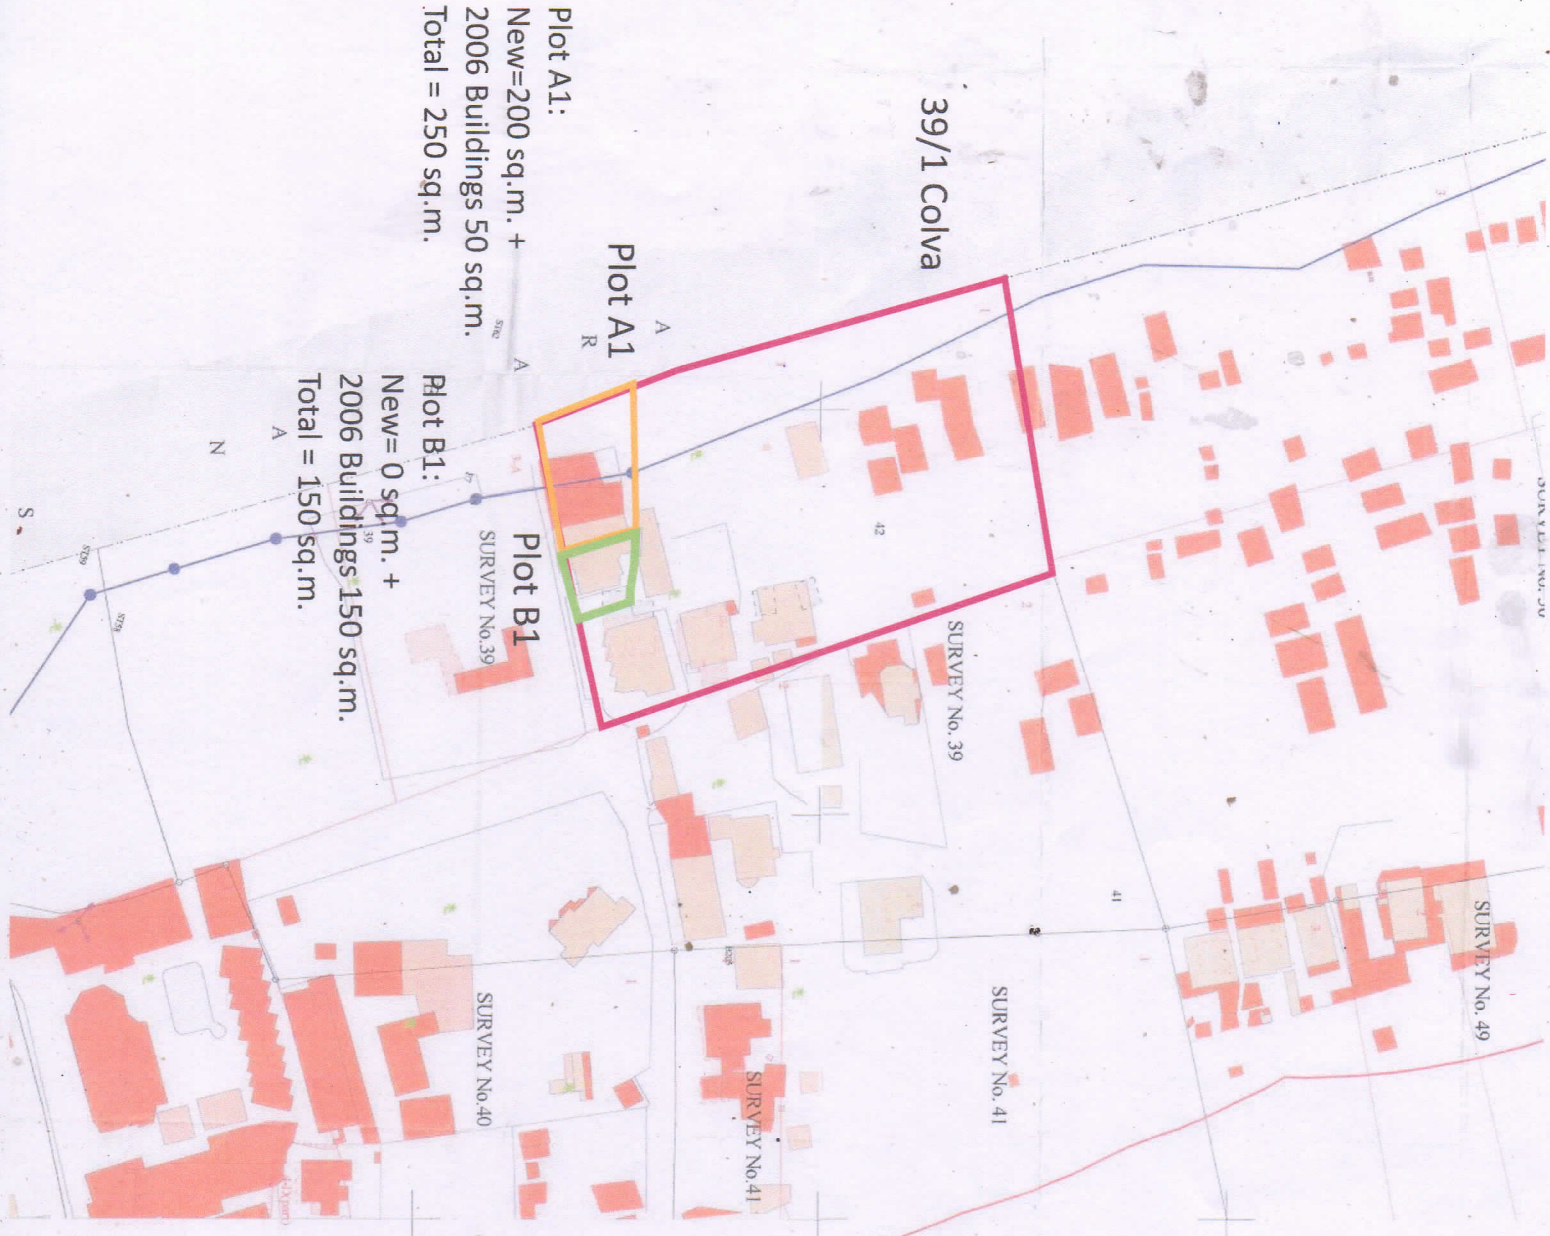 39/1 Colva
Plot A1
Plot A1:
New=200 sq.m. +
2006 Buildings 50 sq.m.
Total = 250 sq.m.
Plot B1
Plot B1:
New= 0 sq.m. +
2006 Buildings 150 sq.m.
Total = 150 sq.m.
SURVEY No. 49
SURVEY No. 41
SURVEY No. 39
SURVEY No.39
SURVEY No.41
SURVEY No.40
42
41
39
A
R
A
A
N
S